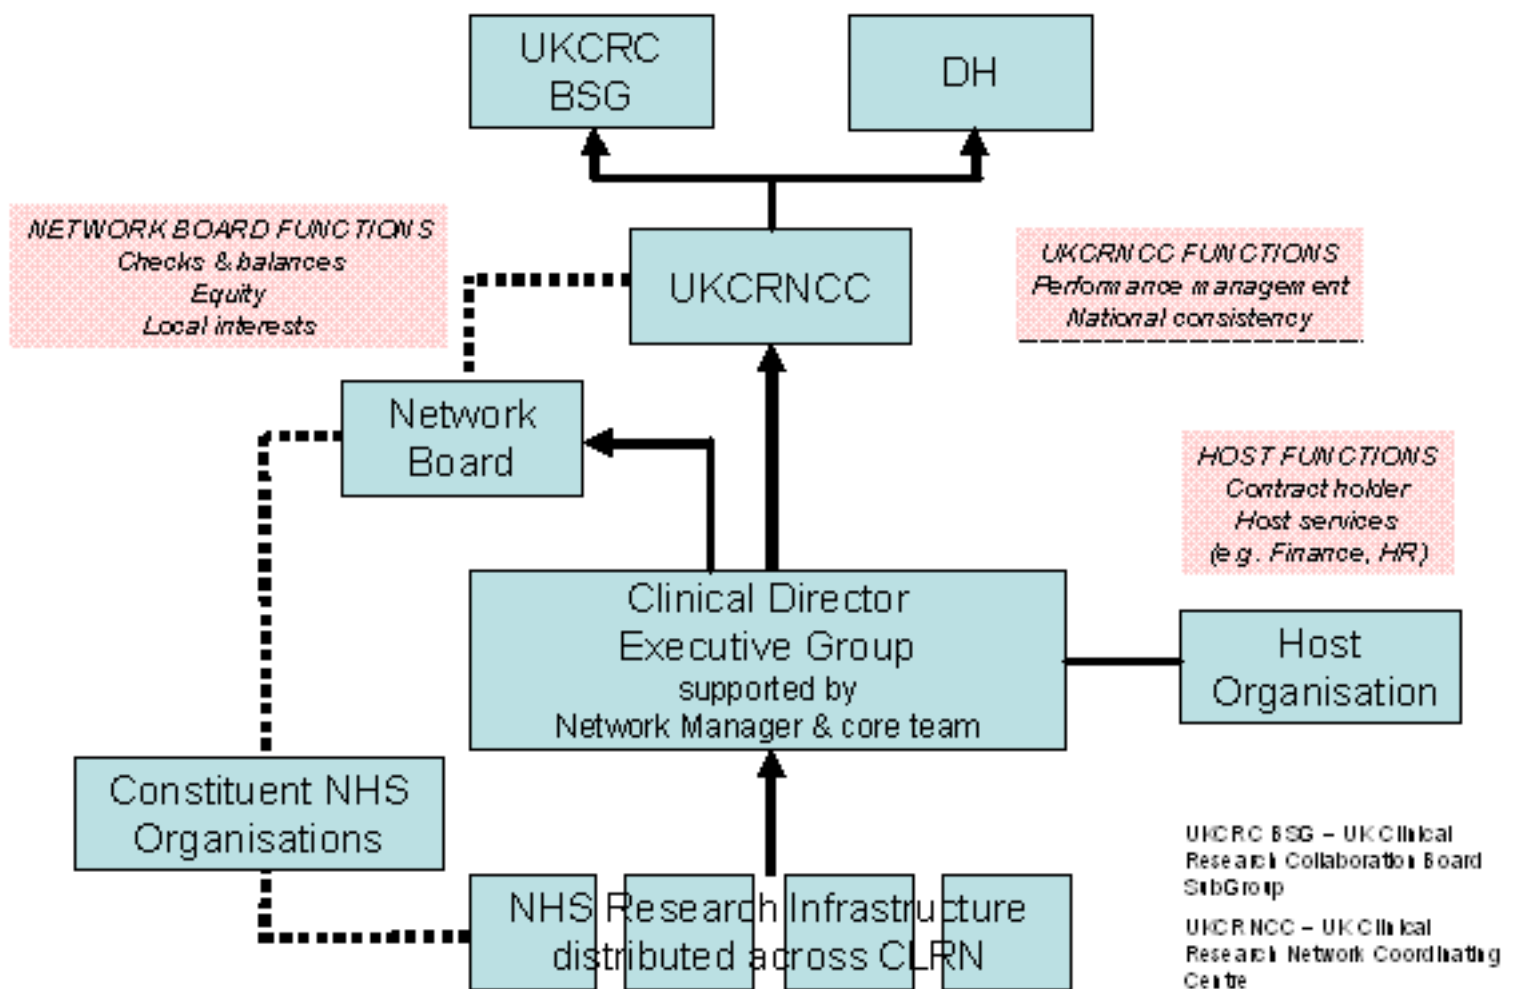 UKCRC
BSG
DH
NETWORK BOARD FUNCTIONS
Checks & balances
Equity
Local interests
UKCRNCC
UKCRNCC FUNCTIONS
Performance management
National consistency
Network
Board
HOST FUNCTIONS
Contract holder
Host services
(e.g. Finance, HR)
Clinical Director
Executive Group
supported by
Network Manager & core team
Host
Organisation
Constituent NHS
Organisations
NHS Research Infrastructure
distributed across CLRN
UKCRC BSG – UK Clinical
Research Collaboration Board
SubGroup
UKCRNCC – UK Clinical
Research Network Coordinating
Centre